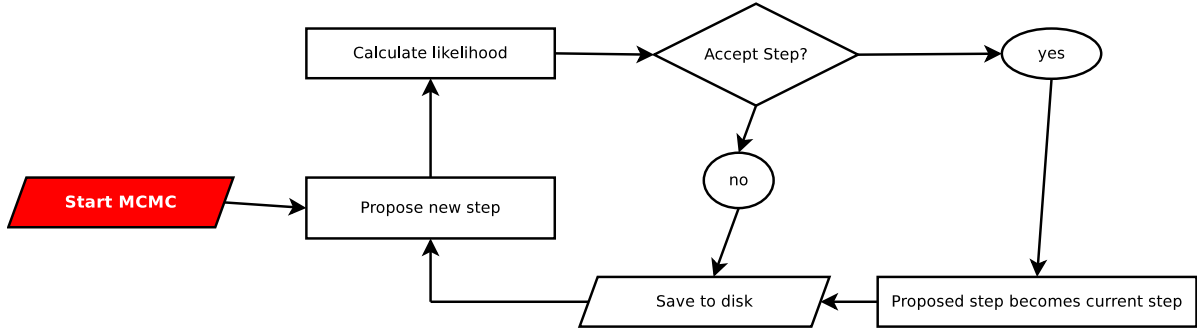 Calculate likelihood
Accept Step?
yes
no
Start MCMC
Propose new step
Save to disk
Proposed step becomes current step